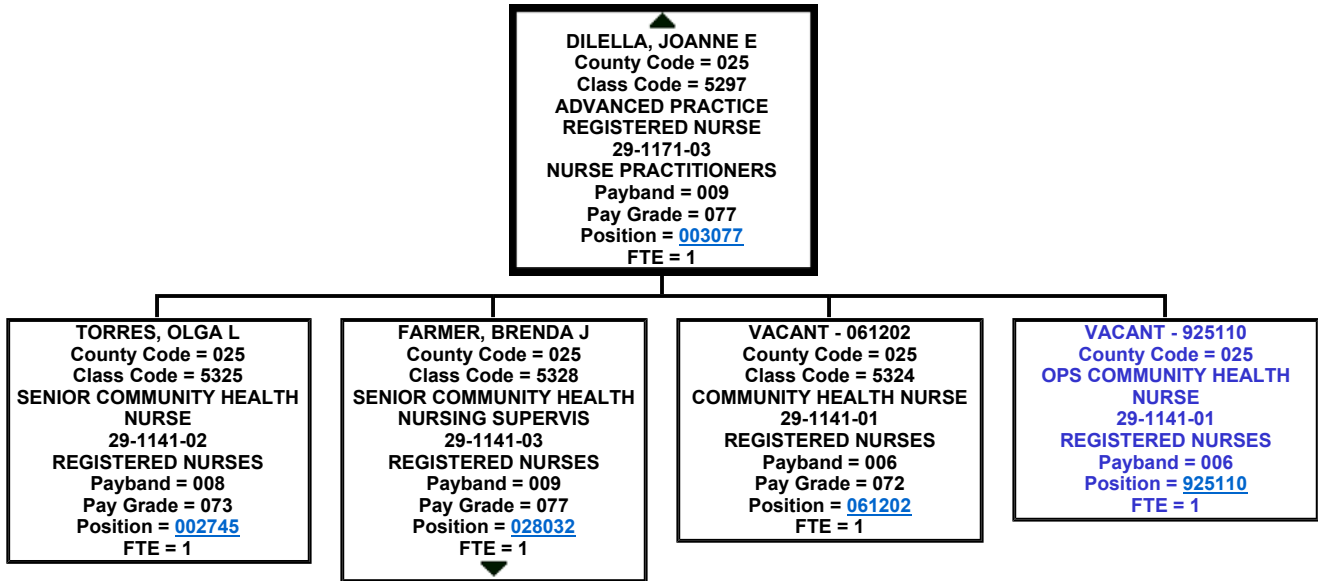 DILELLA, JOANNE E
County Code = 025
Class Code = 5297
ADVANCED PRACTICE
REGISTERED NURSE
29-1171-03
NURSE PRACTITIONERS
Payband = 009
Pay Grade = 077
Position = 003077
FTE = 1
TORRES, OLGA L
County Code = 025
Class Code = 5325
SENIOR COMMUNITY HEALTH
NURSE
29-1141-02
REGISTERED NURSES
Payband = 008
Pay Grade = 073
Position = 002745
FTE = 1
FARMER, BRENDA J
County Code = 025
Class Code = 5328
SENIOR COMMUNITY HEALTH
NURSING SUPERVIS
29-1141-03
REGISTERED NURSES
Payband = 009
Pay Grade = 077
Position = 028032
FTE = 1
VACANT - 061202
County Code = 025
Class Code = 5324
COMMUNITY HEALTH NURSE
29-1141-01
REGISTERED NURSES
Payband = 006
Pay Grade = 072
Position = 061202
FTE = 1
VACANT - 925110
County Code = 025
OPS COMMUNITY HEALTH
NURSE
29-1141-01
REGISTERED NURSES
Payband = 006
Position = 925110
FTE = 1